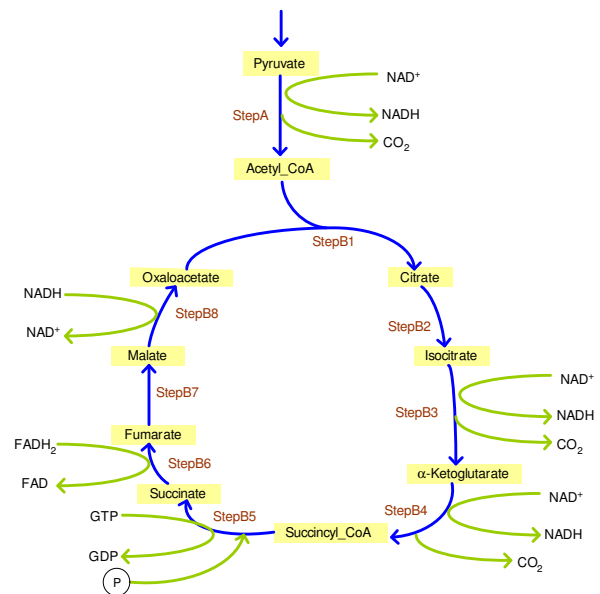 Pyruvate
NAD⁺
StepA
NADH
CO₂
Acetyl_CoA
StepB1
Oxaloacetate
Citrate
NADH
StepB8
NAD⁺
StepB2
Malate
Isocitrate
NAD⁺
StepB7
StepB3
NADH
Fumarate
CO₂
FADH₂
StepB6
α-Ketoglutarate
FAD
Succinate
NAD⁺
GTP
StepB5
StepB4
Succincyl_CoA
NADH
GDP
CO₂
P